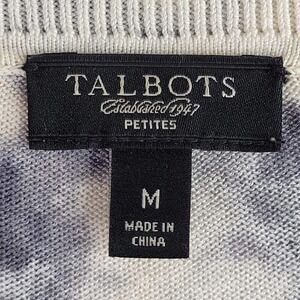 TALBOTS
Established 1947
PETITES
M
MADE IN
CHINA